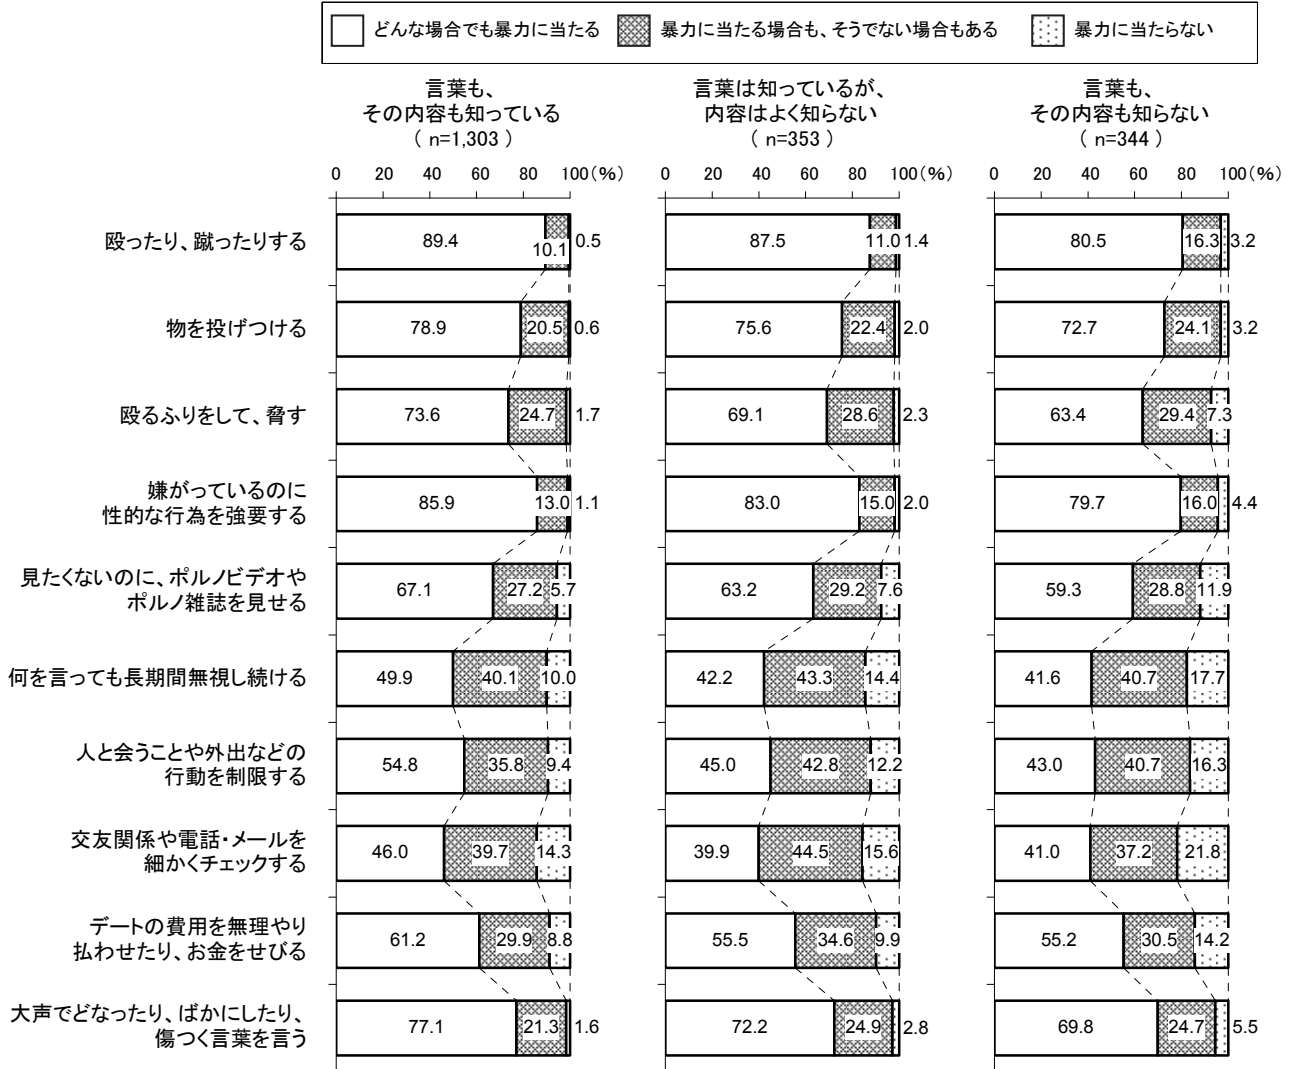 どんな場合でも暴力に当たる 暴力に当たる場合も、そうでない場合もある 暴力に当たらない
言葉も、
その内容も知っている
（ n=1,303 ）
言葉は知っているが、
内容はよく知らない
（n=353）
言葉も、
その内容も知らない
（n=344）
0 20 40 60 80 100(％) 0 20 40 60 80 100(％) 0 20 40 60 80 100(％)
殴ったり、蹴ったりする 89.4 10.1 0.5 87.5 11.0 1.4 80.5 16.3 3.2
物を投げつける 78.9 20.5 0.6 75.6 22.4 2.0 72.7 24.1 3.2
殴るふりをして、脅す 73.6 24.7 1.7 69.1 28.6 2.3 63.4 29.4 7.3
嫌がっているのに
性的な行為を強要する 85.9 13.0 1.1 83.0 15.0 2.0 79.7 16.0 4.4
見たくないのに、ポルノビデオや
ポルノ雑誌を見せる 67.1 27.2 5.7 63.2 29.2 7.6 59.3 28.8 11.9
何を言っても長期間無視し続ける 49.9 40.1 10.0 42.2 43.3 14.4 41.6 40.7 17.7
人と会うことや外出などの
行動を制限する 54.8 35.8 9.4 45.0 42.8 12.2 43.0 40.7 16.3
交友関係や電話・メールを
細かくチェックする 46.0 39.7 14.3 39.9 44.5 15.6 41.0 37.2 21.8
デートの費用を無理やり
払わせたり、お金をせびる 61.2 29.9 8.8 55.5 34.6 9.9 55.2 30.5 14.2
大声でどなったり、ばかにしたり、
傷つく言葉を言う 77.1 21.3 1.6 72.2 24.9 2.8 69.8 24.7 5.5